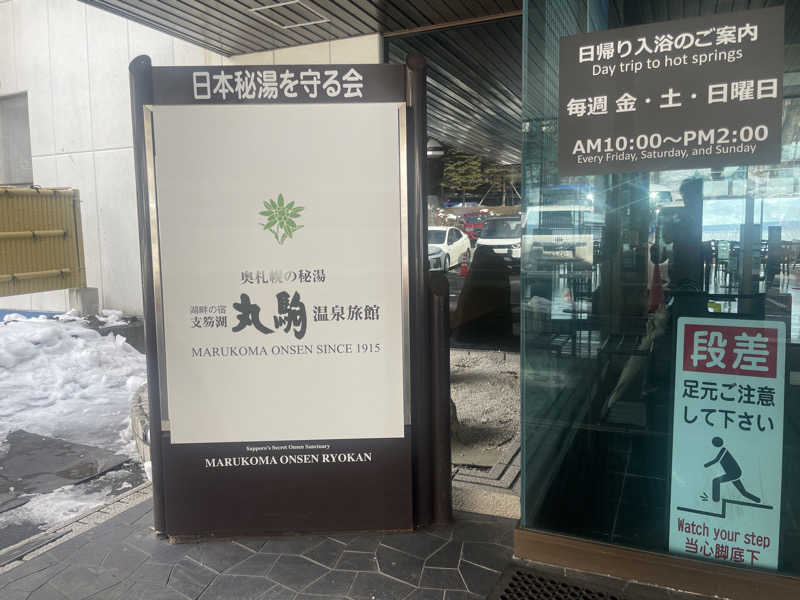 日本秘湯を守る会
奥札幌の秘湯
湖畔の宿
支笏湖 丸駒 温泉旅館
MARUKOMA ONSEN SINCE 1915
Sapporo's Secret Onsen Sanctuary
MARUKOMA ONSEN RYOKAN
日帰り入浴のご案内
Day trip to hot springs
毎週 金・土・日曜日
AM10:00～PM2:00
Every Friday, Saturday, and Sunday
段差
足元ご注意
して下さい
Watch your step
当心脚底下